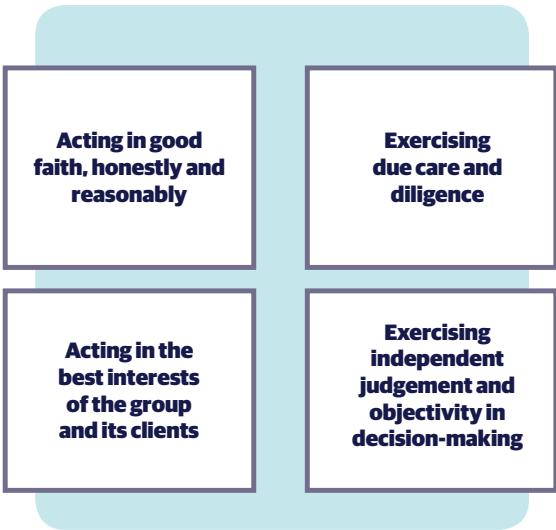 Acting in good
faith, honestly and
reasonably
Exercising
due care and
diligence
Acting in the
best interests
of the group
and its clients
Exercising
independent
judgement and
objectivity in
decision-making